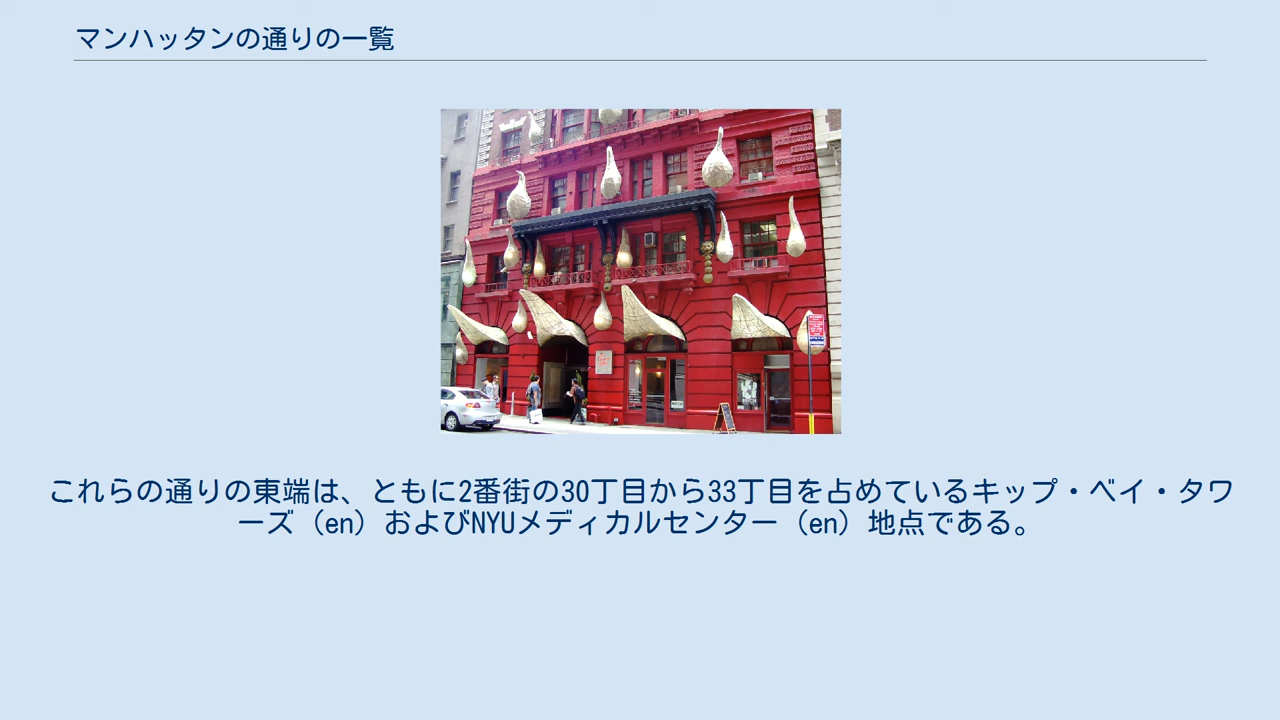 マンハッタンの通りの一覧
これらの通りの東端は、ともに2番街の30丁目から33丁目を占めているキップ・ベイ・タワ
ーズ（en）およびNYUメディカルセンター（en）地点である。